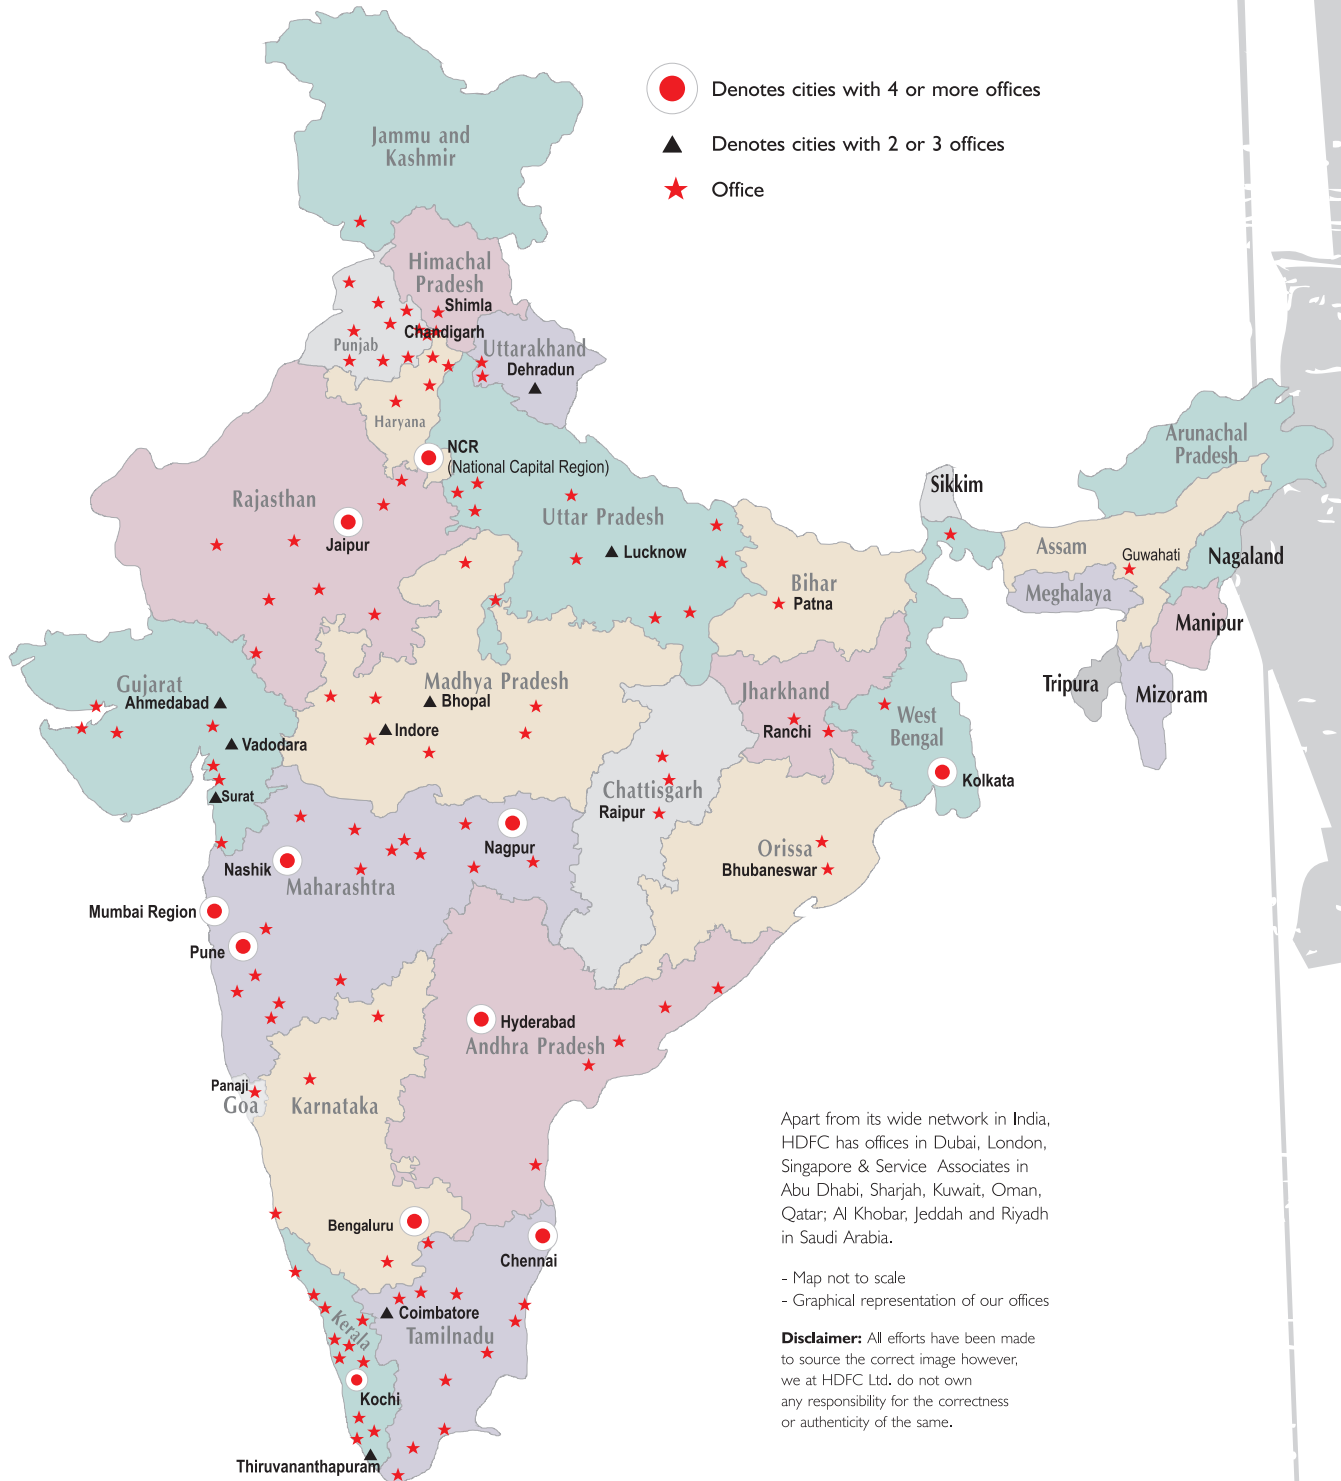 Denotes cities with 4 or more offices
Denotes cities with 2 or 3 offices
Office
Jammu and
Kashmir
Himachal
Pradesh
Shimla
Chandigarh
Punjab
Uttarakhand
Dehradun
Haryana
NCR
(National Capital Region)
Rajasthan
Jaipur
Uttar Pradesh
Lucknow
Sikkim
Arunachal
Pradesh
Assam
Guwahati
Nagaland
Meghalaya
Manipur
Tripura
Mizoram
Bihar
Patna
Gujarat
Ahmedabad
Vadodara
Surat
Madhya Pradesh
Bhopal
Indore
Jharkhand
Ranchi
West
Bengal
Kolkata
Chattisgarh
Raipur
Orissa
Bhubaneswar
Nagpur
Nashik
Maharashtra
Mumbai Region
Pune
Hyderabad
Andhra Pradesh
Panaji
Goa
Karnataka
Bengaluru
Chennai
Coimbatore
Tamilnadu
Kerala
Kochi
Thiruvananthapuram
Apart from its wide network in India,
HDFC has offices in Dubai, London,
Singapore & Service Associates in
Abu Dhabi, Sharjah, Kuwait, Oman,
Qatar; Al Khobar, Jeddah and Riyadh
in Saudi Arabia.
- Map not to scale
- Graphical representation of our offices
Disclaimer: All efforts have been made
to source the correct image however,
we at HDFC Ltd. do not own
any responsibility for the correctness
or authenticity of the same.